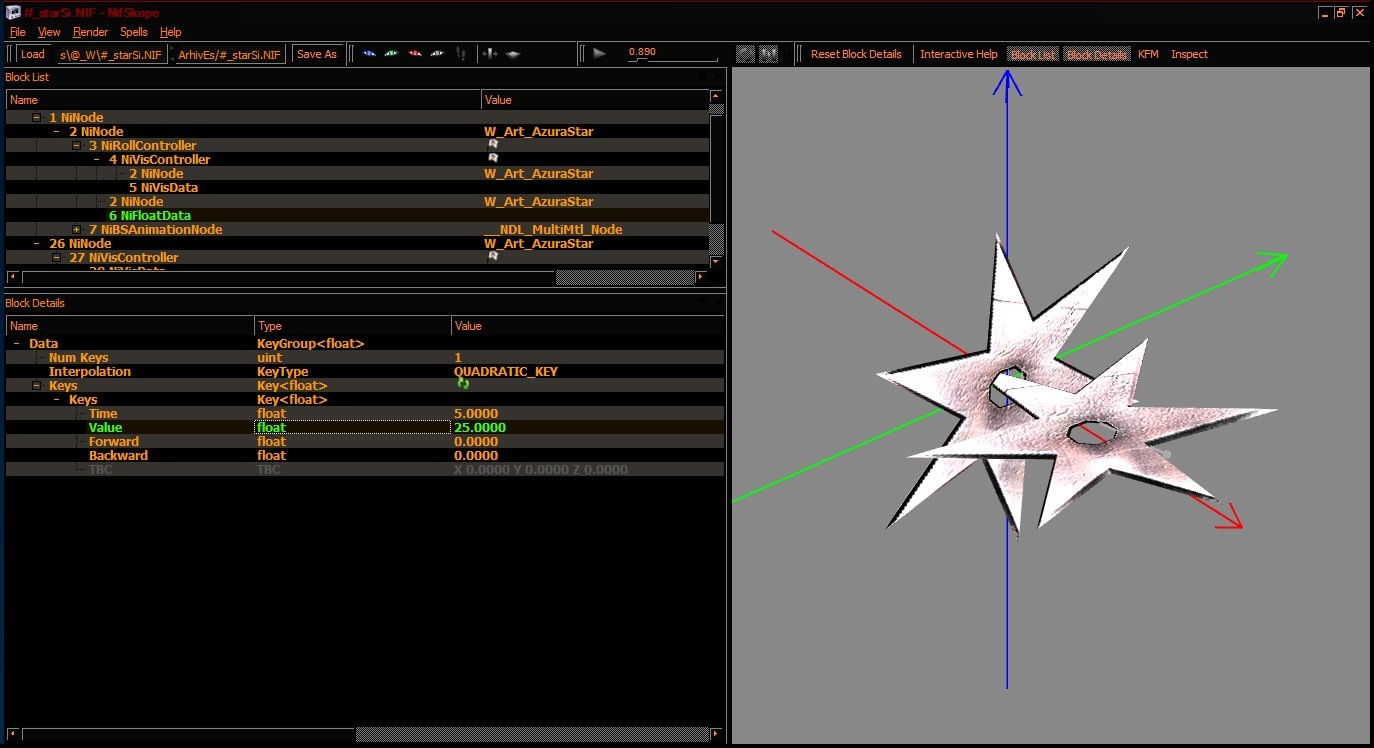 #_starSi.NIF - NifSkope
File View Render Spells Help
Load s\@_W\#_starSi.NIF ArhivEs/#_starSi.NIF Save As 0.890 Reset Block Details Interactive Help Block List Block Details KFM Inspect
Block List
Name Value
1 NiNode
2 NiNode W_Art_AzuraStar
3 NiRollController
4 NiVisController
2 NiNode W_Art_AzuraStar
5 NiVisData
2 NiNode W_Art_AzuraStar
6 NiFloatData
7 NiBSAnimationNode __NDL_MultiMtl_Node
26 NiNode W_Art_AzuraStar
27 NiVisController
28 NiVisData
Block Details
Name Type Value
Data KeyGroup<float>
Num Keys uint 1
Interpolation KeyType QUADRATIC_KEY
Keys Key<float>
Keys Key<float>
Time float 5.0000
Value float 25.0000
Forward float 0.0000
Backward float 0.0000
TBC TBC X 0.0000 Y 0.0000 Z 0.0000